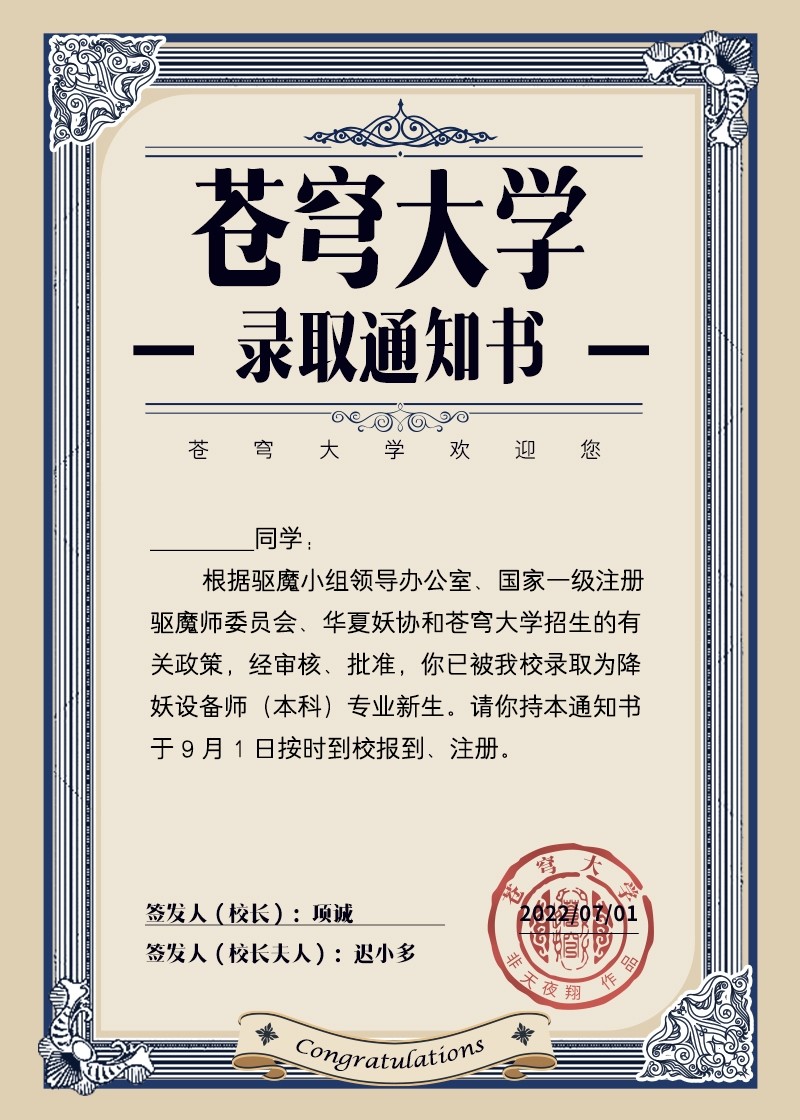 苍穹大学
录取通知书
苍穹大学欢迎您
________同学：
根据驱魔小组领导办公室、国家一级注册
驱魔师委员会、华夏妖协和苍穹大学招生的有
关政策，经审核、批准，你已被我校录取为降
妖设备师（本科）专业新生。请你持本通知书
于9月1日按时到校报到、注册。
签发人（校长）：项诚
签发人（校长夫人）：迟小多
苍穹大学
2022/07/01
非天夜翔 作品
Congratulations